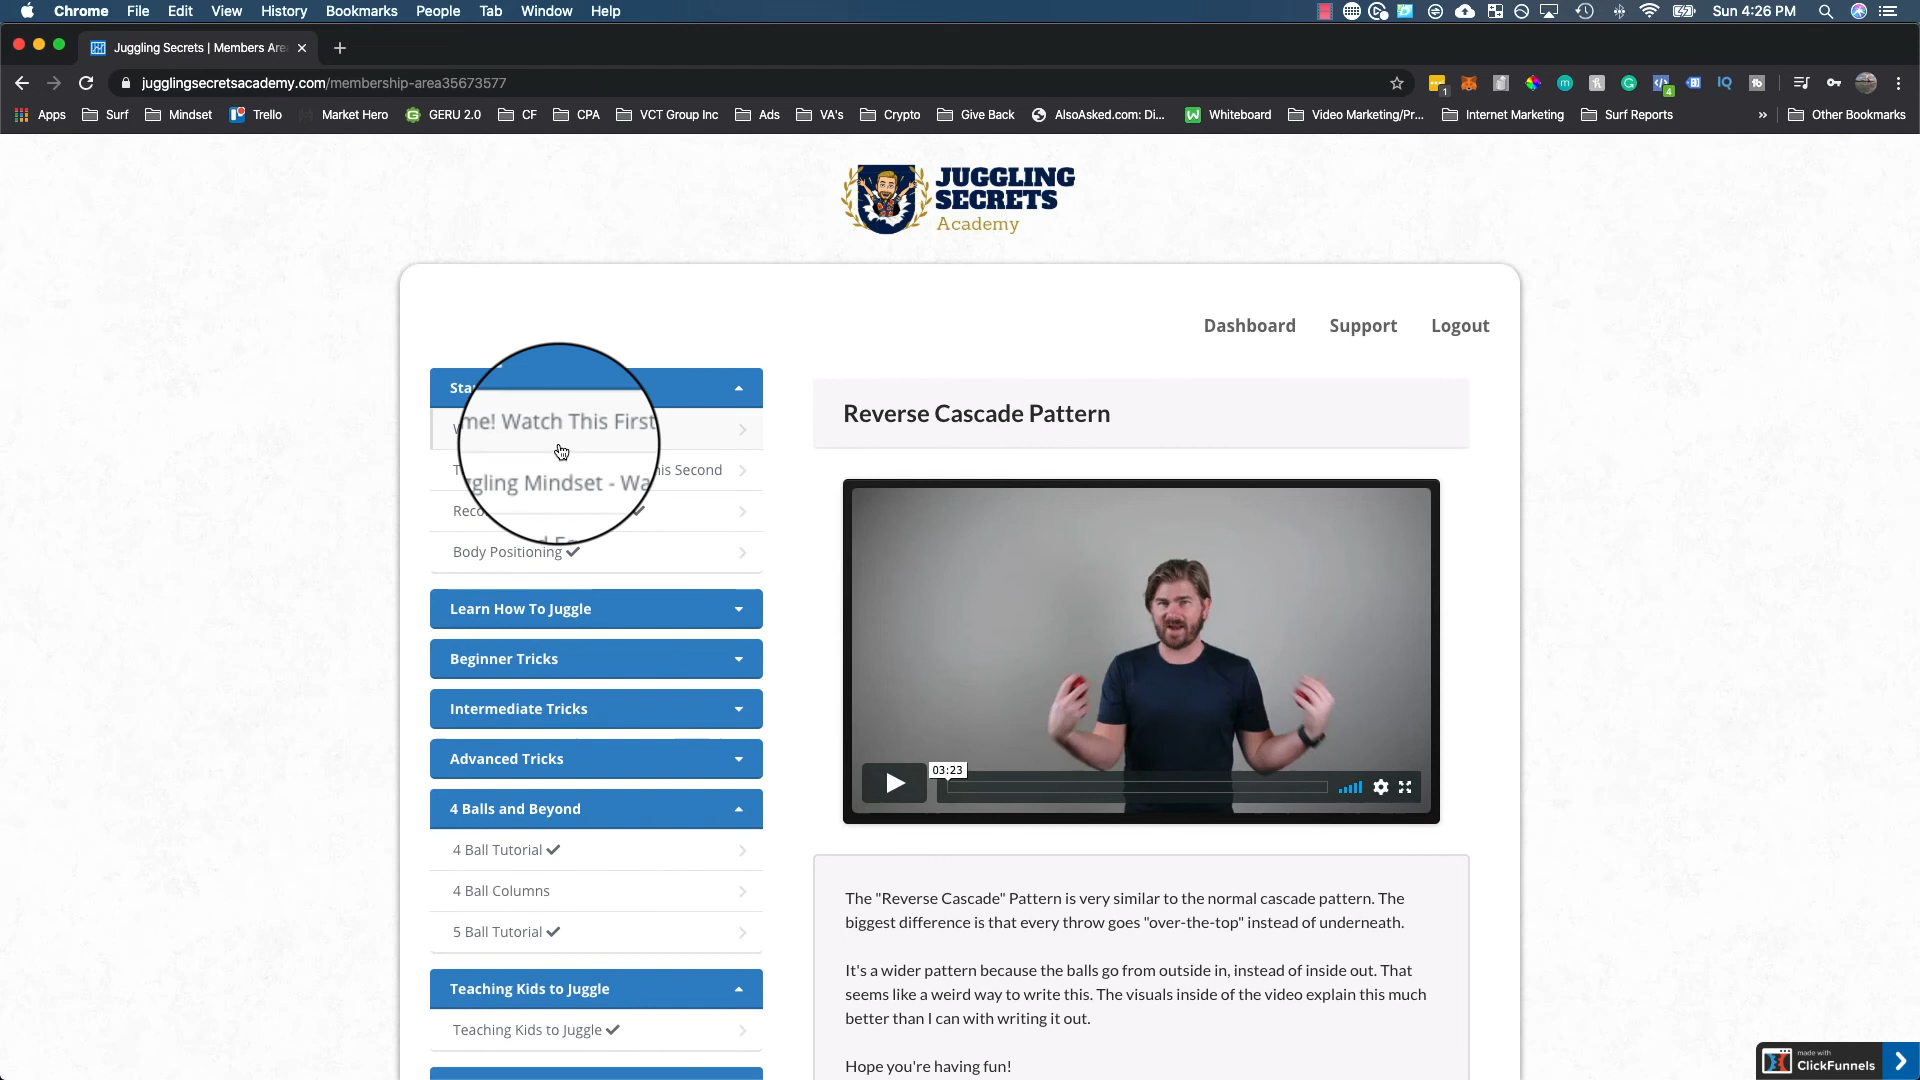 Chrome File Edit View History Bookmarks People Tab Window Help
Sun 4:26 PM
Juggling Secrets | Members Are
jugglingsecretsacademy.com/membership-area35673577
1
4
Apps Surf Mindset Trello Market Hero GERU 2.0 CF CPA VCT Group Inc Ads VA's Crypto Give Back AlsoAsked.com: Di... Whiteboard Video Marketing/Pr... Internet Marketing Surf Reports » Other Bookmarks
JUGGLING
SECRETS
Academy
Dashboard Support Logout
me! Watch This First
his Second
ggling Mindset - Wa
Body Positioning
Learn How To Juggle
Beginner Tricks
Intermediate Tricks
Advanced Tricks
4 Balls and Beyond
4 Ball Tutorial
4 Ball Columns
5 Ball Tutorial
Teaching Kids to Juggle
Teaching Kids to Juggle
Reverse Cascade Pattern
03:23
The "Reverse Cascade" Pattern is very similar to the normal cascade pattern. The
biggest difference is that every throw goes "over-the-top" instead of underneath.
It's a wider pattern because the balls go from outside in, instead of inside out. That
seems like a weird way to write this. The visuals inside of the video explain this much
better than I can with writing it out.
Hope you're having fun!
made with
ClickFunnels